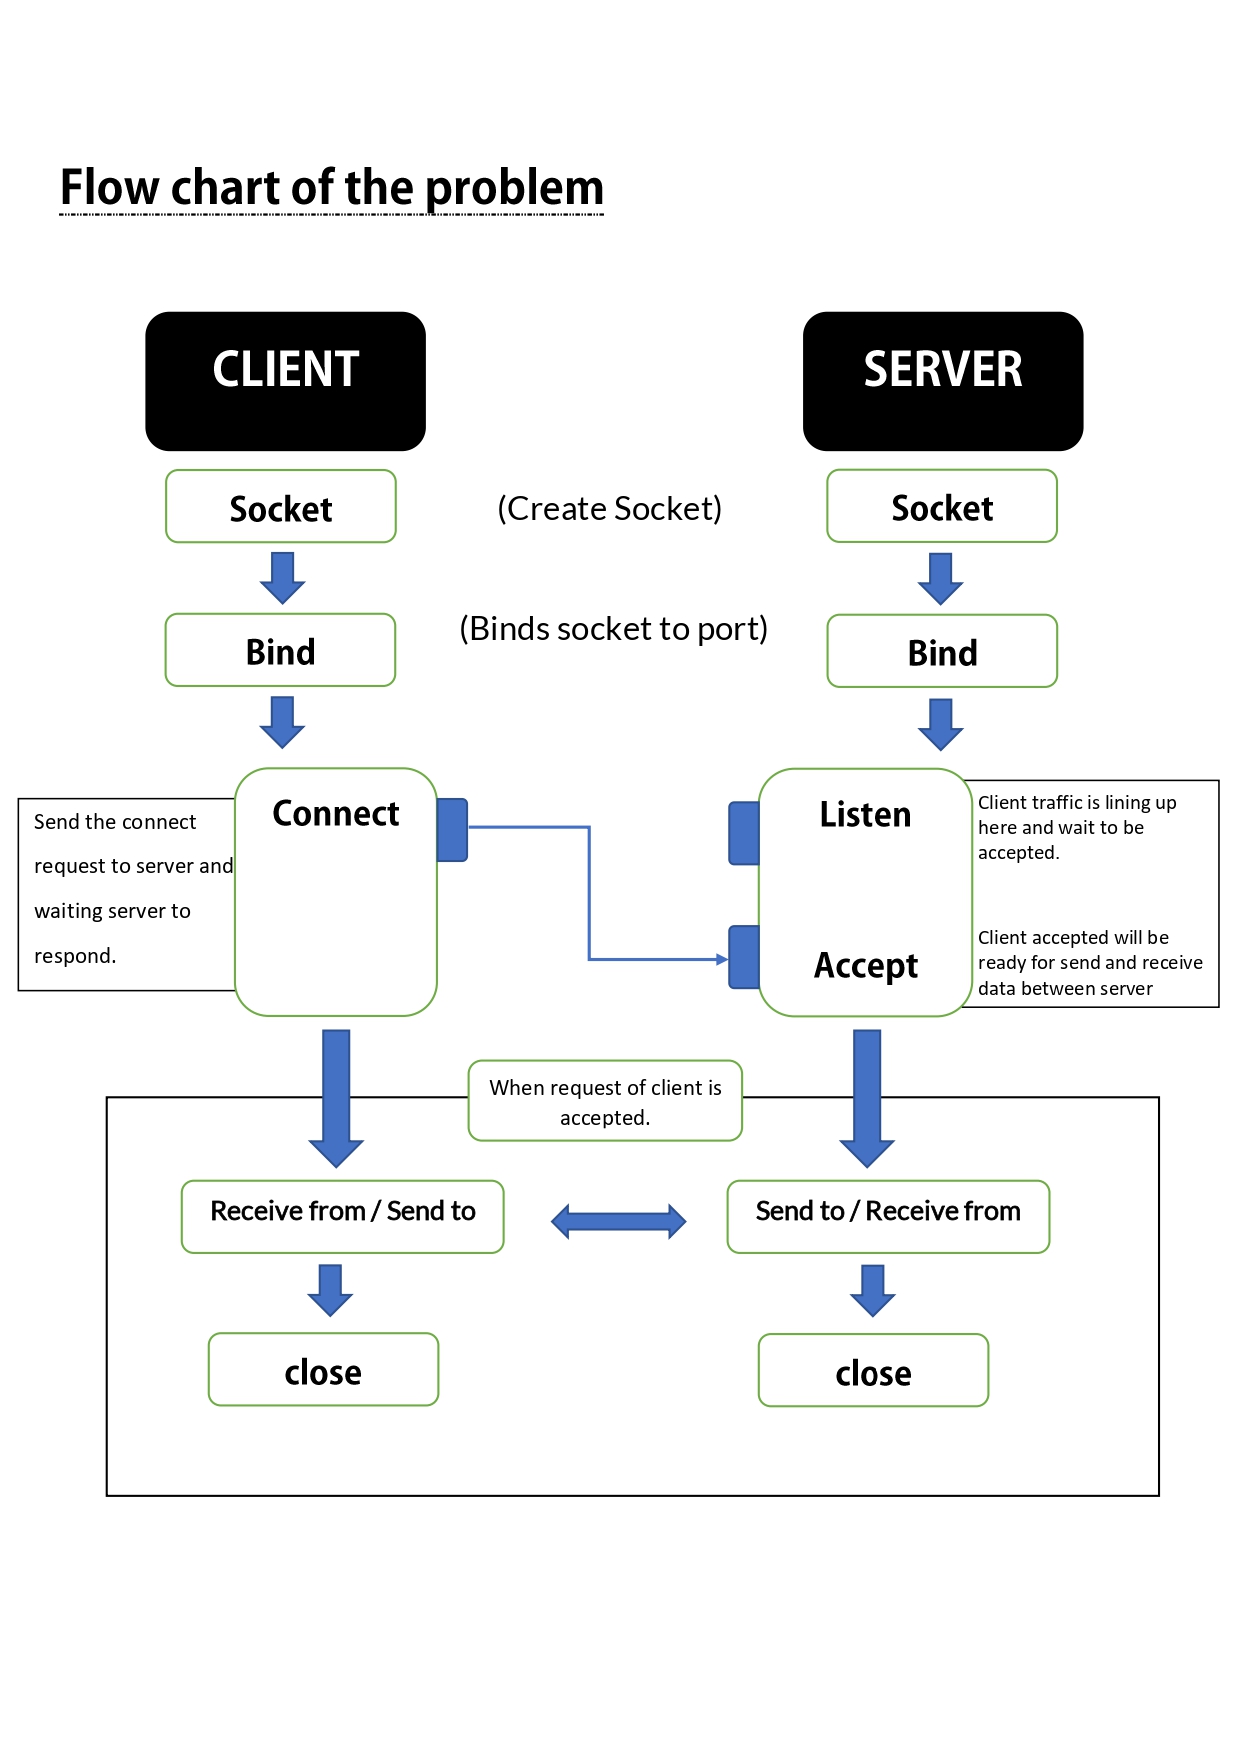 Flow chart of the problem
CLIENT
SERVER
Socket
(Create Socket)
Socket
Bind
(Binds socket to port)
Bind
Connect
Send the connect
request to server and
waiting server to
respond.
Listen
Client traffic is lining up
here and wait to be
accepted.
Accept
Client accepted will be
ready for send and receive
data between server
When request of client is
accepted.
Receive from / Send to
Send to / Receive from
close
close